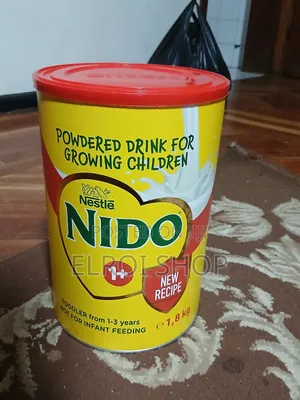 POWDERED DRINK FOR
GROWING CHILDREN
Nestlé
NIDO
ELPOI SHOP
1+
NEW
RECIPE
TODDLER from 1-3 years
NOT FOR INFANT FEEDING
e 1,8 kg